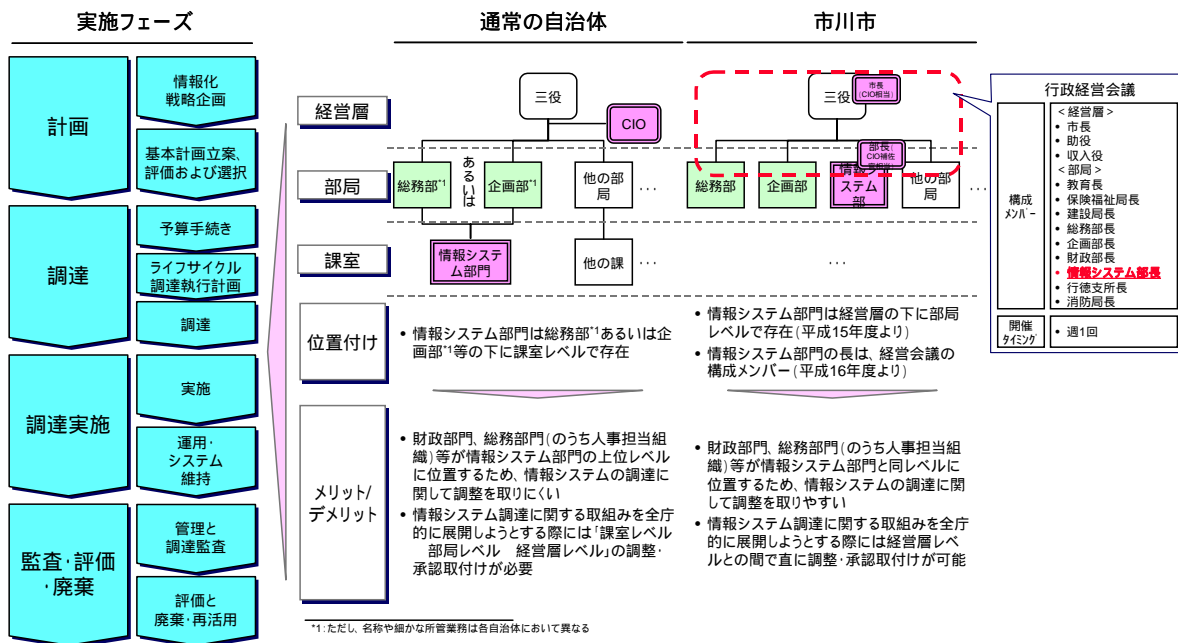 実施フェーズ
計画
情報化
戦略企画
基本計画立案、
評価および選択
調達
予算手続き
ライフサイクル
調達執行計画
調達
調達実施
実施
運用・
システム
維持
監査・評価
・廃棄
管理と
調達監査
評価と
廃棄・再活用
通常の自治体
市川市
経営層
三役
CIO
三役
市長
(CIO相当)
部局
総務部*1
あるいは
企画部*1
他の部
局
･･･
総務部
企画部
部長(
CIO補佐
情報シ
ステム
部
他の部
局
･･･
課室
情報システ
ム部門
他の課
･･･
･･･
位置付け
• 情報システム部門は総務部*1あるいは企
画部*1等の下に課室レベルで存在
• 情報システム部門は経営層の下に部局
レベルで存在(平成15年度より)
• 情報システム部門の長は、経営会議の
構成メンバー(平成16年度より)
メリット/
デメリット
• 財政部門、総務部門(のうち人事担当組
織)等が情報システム部門の上位レベル
に位置するため、情報システムの調達に
関して調整を取りにくい
• 情報システム調達に関する取組みを全庁
的に展開しようとする際には「課室レベル
部局レベル　経営層レベル」の調整・
承認取付けが必要
• 財政部門、総務部門(のうち人事担当組
織)等が情報システム部門と同レベルに
位置するため、情報システムの調達に関
して調整を取りやすい
• 情報システム調達に関する取組みを全庁
的に展開しようとする際には経営層レベ
ルとの間で直に調整・承認取付けが可能
行政経営会議
構成
メンバー
＜経営層＞
• 市長
• 助役
• 収入役
＜部局＞
• 教育長
• 保険福祉局長
• 建設局長
• 総務部長
• 企画部長
• 財政部長
• 情報システム部長
• 行徳支所長
• 消防局長
開催
タイミング
• 週1回
*1:ただし、名称や細かな所管業務は各自治体において異なる